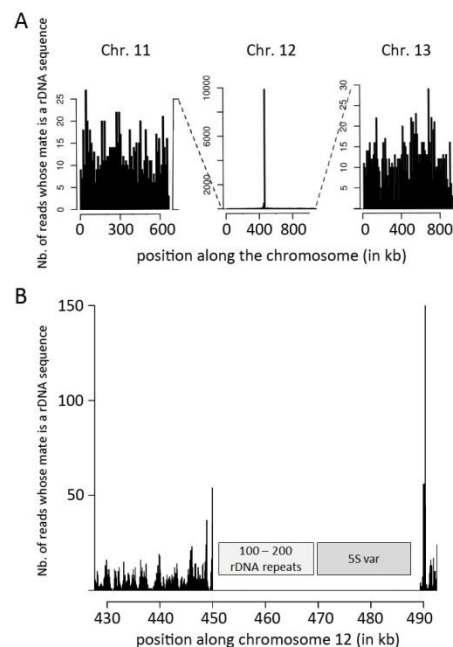 A
Chr. 11
Chr. 12
Chr. 13
Nb. of reads whose mate is a rDNA sequence
0 5 10 15 20 25
0 300 600
2000 6000 10000
0 400 800
0 5 10 15 20 25 30
0 200 400 600 800
position along the chromosome (in kb)
B
Nb. of reads whose mate is a rDNA sequence
150
100
50
100 – 200
rDNA repeats
5S var
430 440 450 460 470 480 490
position along chromosome 12 (in kb)